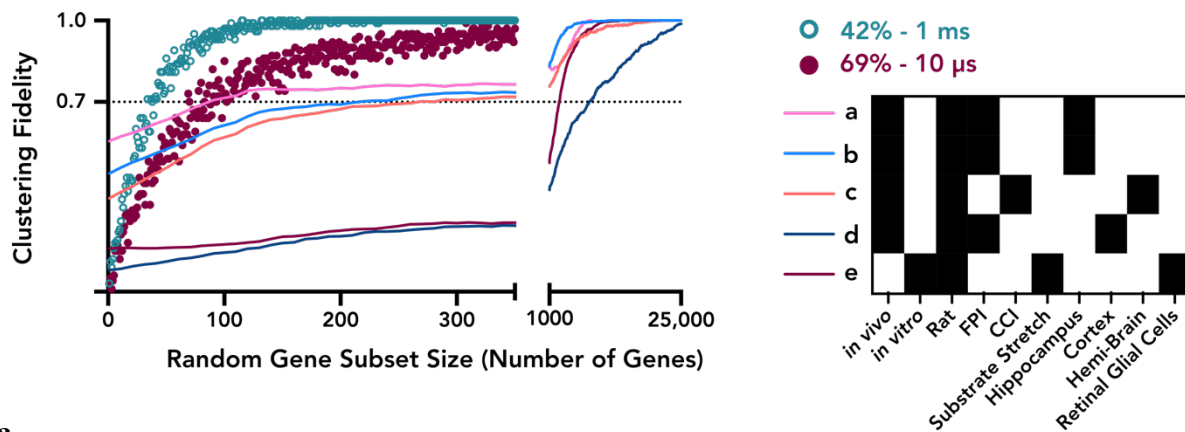 Clustering Fidelity
1.0
0.7
0
100
200
300
1000
25,000
Random Gene Subset Size (Number of Genes)
42% - 1 ms
69% - 10 µs
a
b
c
d
e
in vivo
in vitro
Rat
FPI
CCI
Substrate Stretch
Hippocampus
Cortex
Hemi-Brain
Retinal Glial Cells